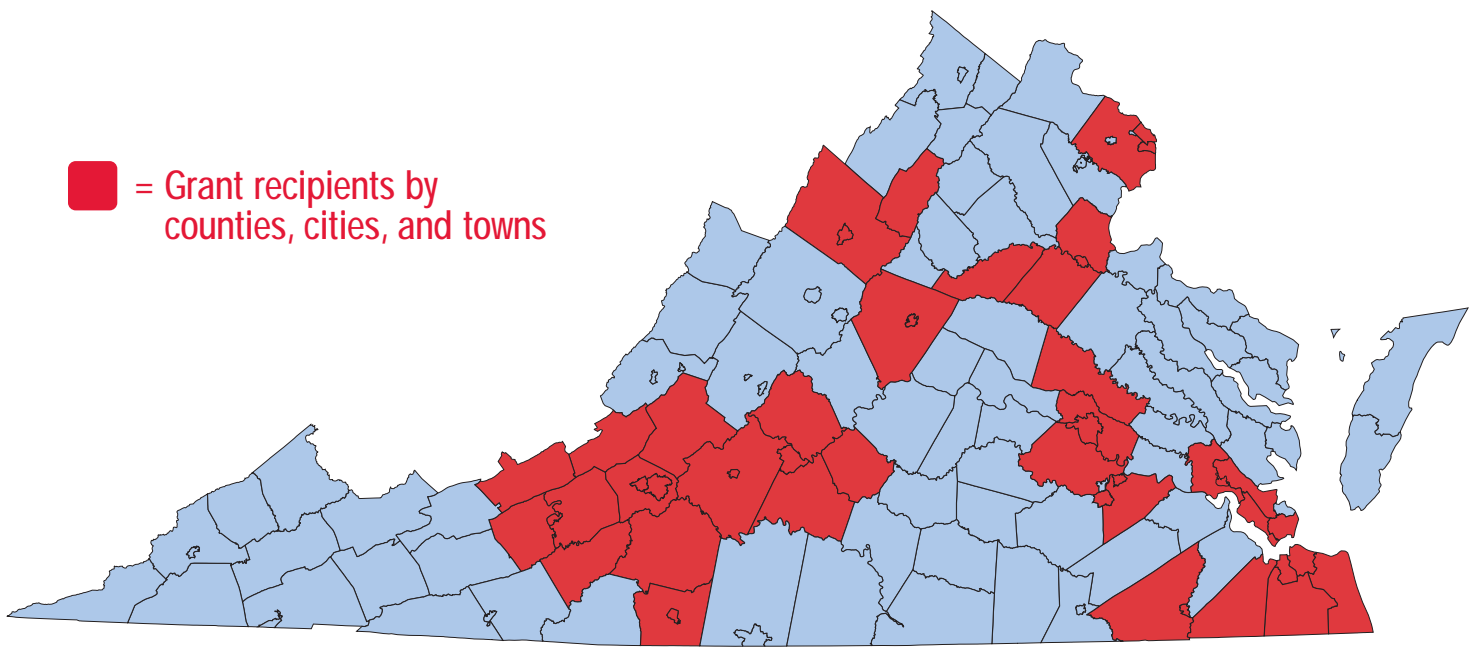 = Grant recipients by
counties, cities, and towns